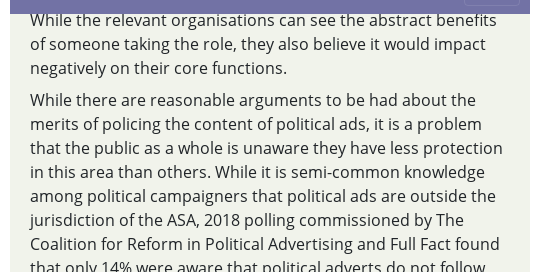 While the relevant organisations can see the abstract benefits
of someone taking the role, they also believe it would impact
negatively on their core functions.
While there are reasonable arguments to be had about the
merits of policing the content of political ads, it is a problem
that the public as a whole is unaware they have less protection
in this area than others. While it is semi-common knowledge
among political campaigners that political ads are outside the
jurisdiction of the ASA, 2018 polling commissioned by The
Coalition for Reform in Political Advertising and Full Fact found
that only 14% were aware that political adverts do not follow